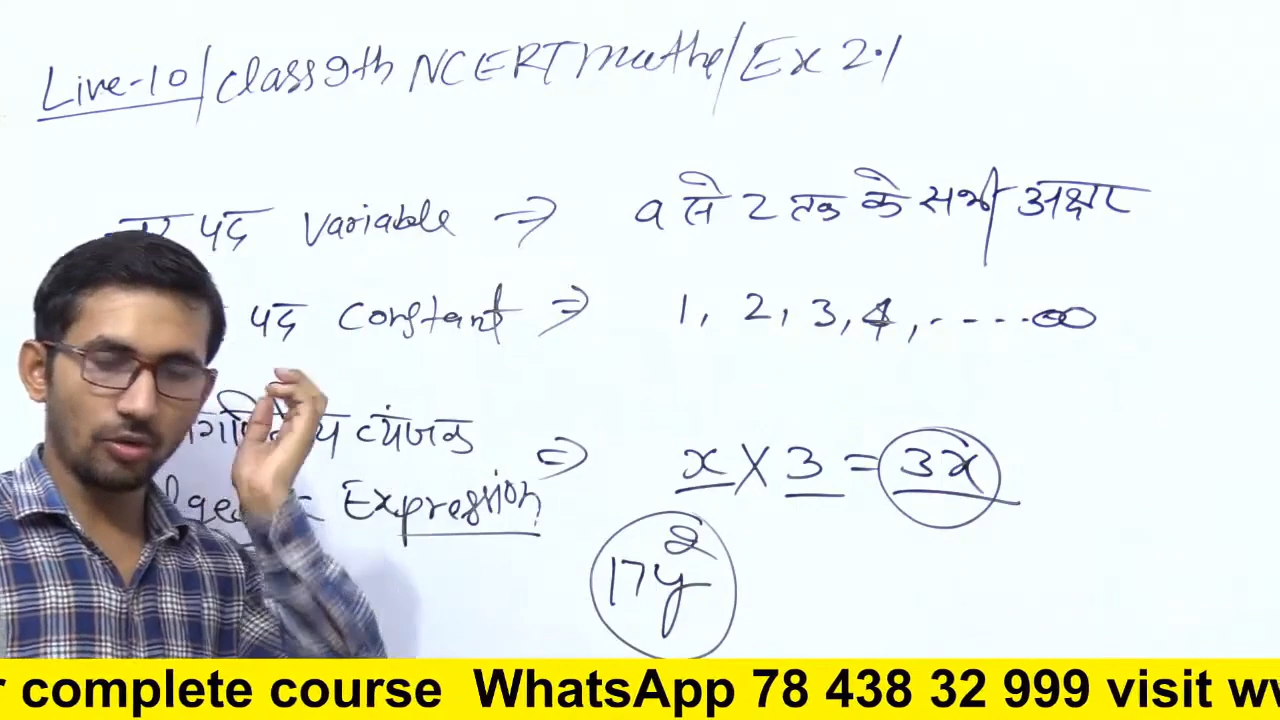 Live-10/class 9th NCERT maths/Ex 2.1
पद variable ⇒ a से z तक के सभी अक्षर
पद constant ⇒ 1, 2, 3, 4, ----∞
व्यंजक
Expression ⇒ x × 3 = 3x
17y²
complete course WhatsApp 78 438 32 999 visit